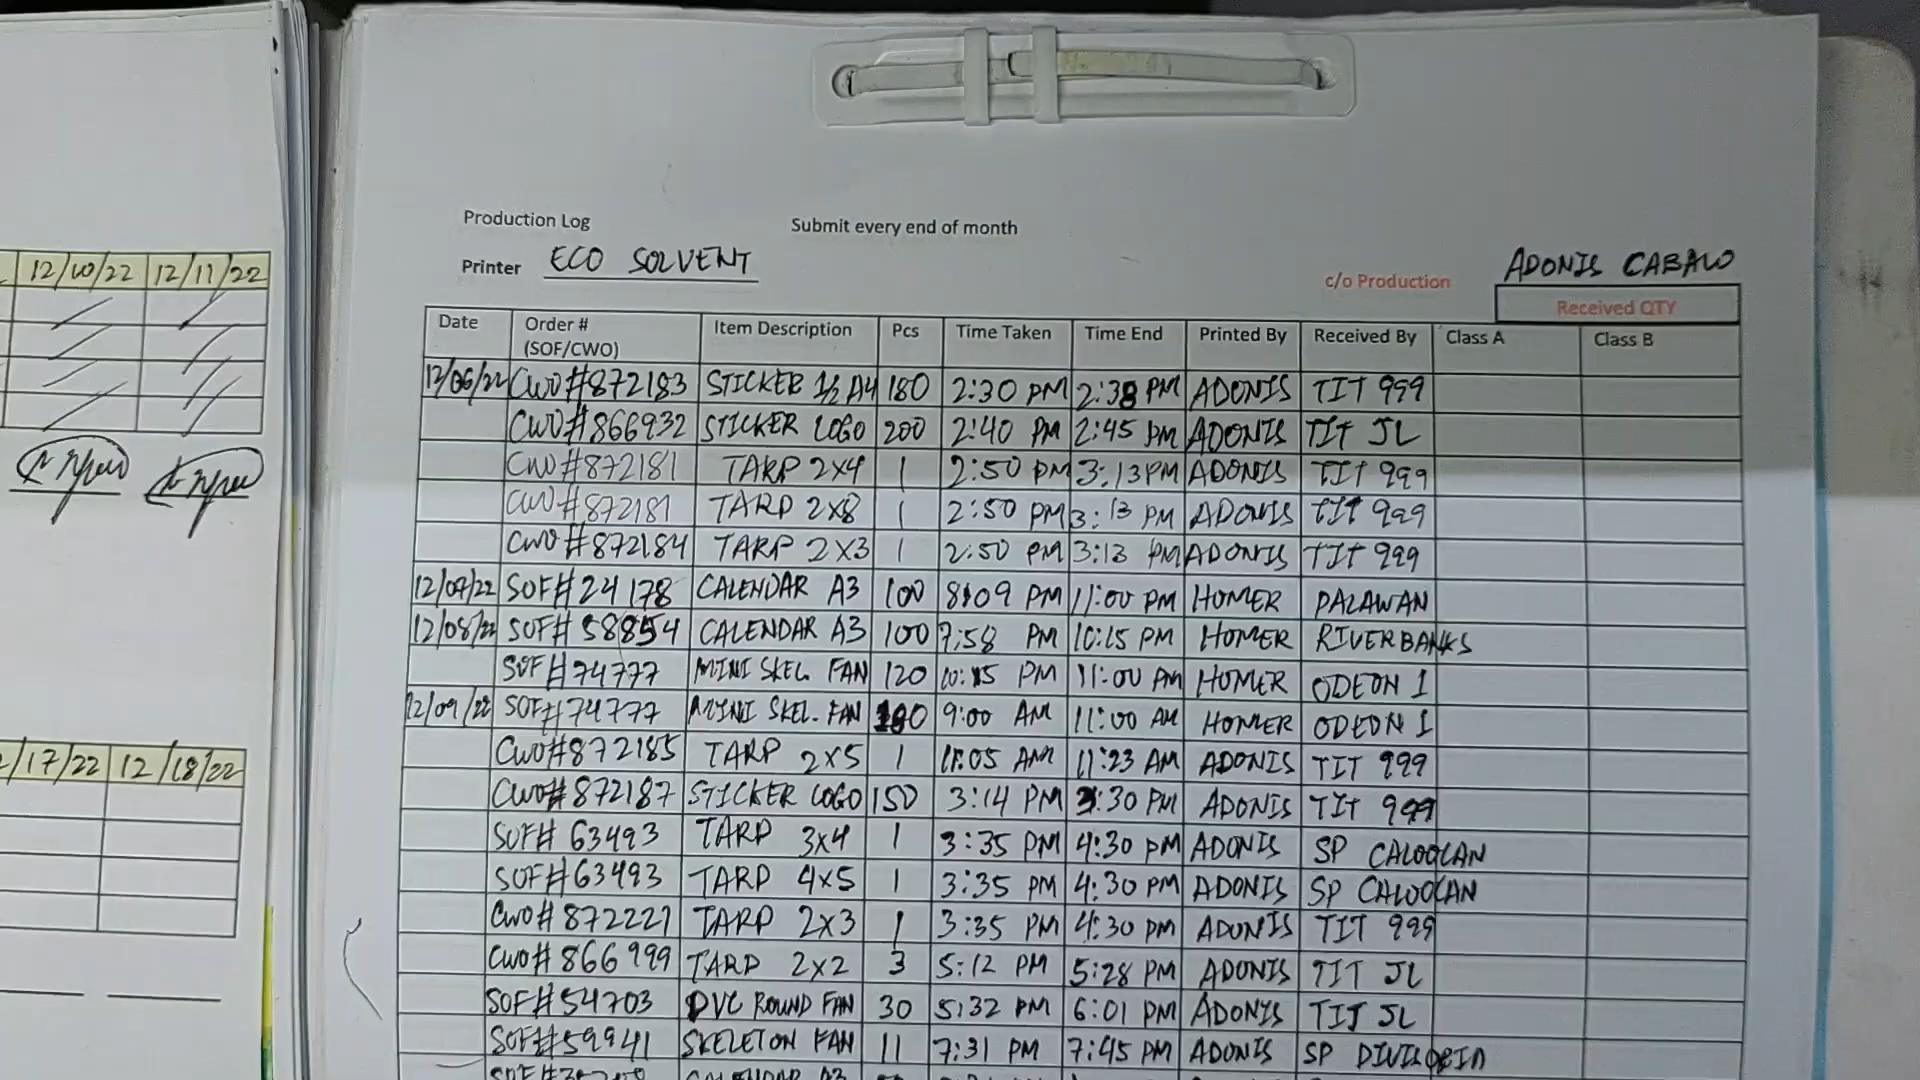 Production Log Submit every end of month
Printer ECO SOLVENT ADONIS CABALO
c/o Production Received QTY
Date Order # (SOF/CWO) Item Description Pcs Time Taken Time End Printed By Received By Class A Class B
12/06/22 CWO#872183 STICKER 1/2 A4 180 2:30 PM 2:38 PM ADONIS TIT 999
CWO#866932 STICKER LOGO 200 2:40 PM 2:45 PM ADONIS TIT JL
CWO#872181 TARP 2x4 1 2:50 PM 3:13 PM ADONIS TIT 999
CWO#872181 TARP 2x8 1 2:50 PM 3:13 PM ADONIS TIT 999
CWO#872184 TARP 2x3 1 2:50 PM 3:13 PM ADONIS TIT 999
12/07/22 SOF#24178 CALENDAR A3 100 8:09 PM 11:00 PM HOMER PALAWAN
12/08/22 SOF#58854 CALENDAR A3 100 7:58 PM 10:15 PM HOMER RIVERBANKS
SOF#74777 MINI SKEL. FAN 120 10:15 PM 11:00 PM HOMER ODEON 1
12/09/22 SOF#74777 MINI SKEL. FAN 9:00 AM 11:00 AM HOMER ODEON 1
CWO#872185 TARP 2x5 1 11:05 AM 11:23 AM ADONIS TIT 999
CWO#872187 STICKER LOGO 150 3:14 PM 3:30 PM ADONIS TIT 999
SOF# 63493 TARP 3x4 1 3:35 PM 4:30 PM ADONIS SP CALOOCAN
SOF#63493 TARP 4x5 1 3:35 PM 4:30 PM ADONIS SP CALOOCAN
CWO# 872221 TARP 2x3 1 3:35 PM 4:30 PM ADONIS TIT 999
CWO# 866999 TARP 2x2 3 5:12 PM 5:28 PM ADONIS TIT JL
SOF#54703 PVC ROUND FAN 30 5:32 PM 6:01 PM ADONIS TIT JL
SOF#59941 SKELETON FAN 11 7:31 PM 7:45 PM ADONIS SP DIVISORIA
CALENDAR A3
12/10/22 12/11/22
/17/22 12/18/22